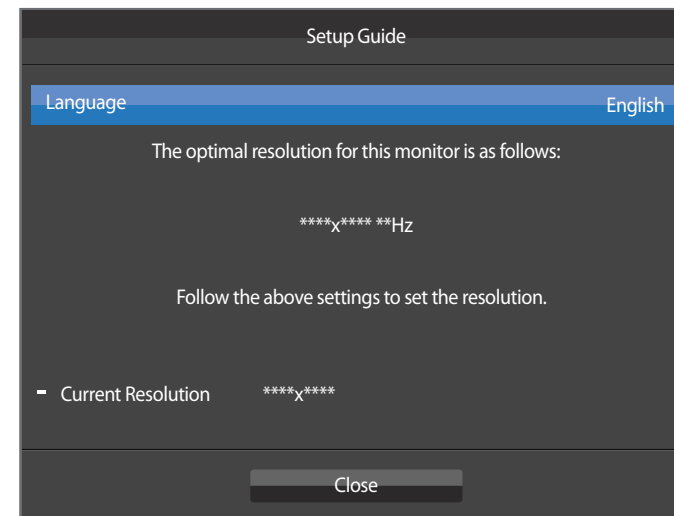 Setup Guide
Language English
The optimal resolution for this monitor is as follows:
****x**** **Hz
Follow the above settings to set the resolution.
- Current Resolution ****x****
Close